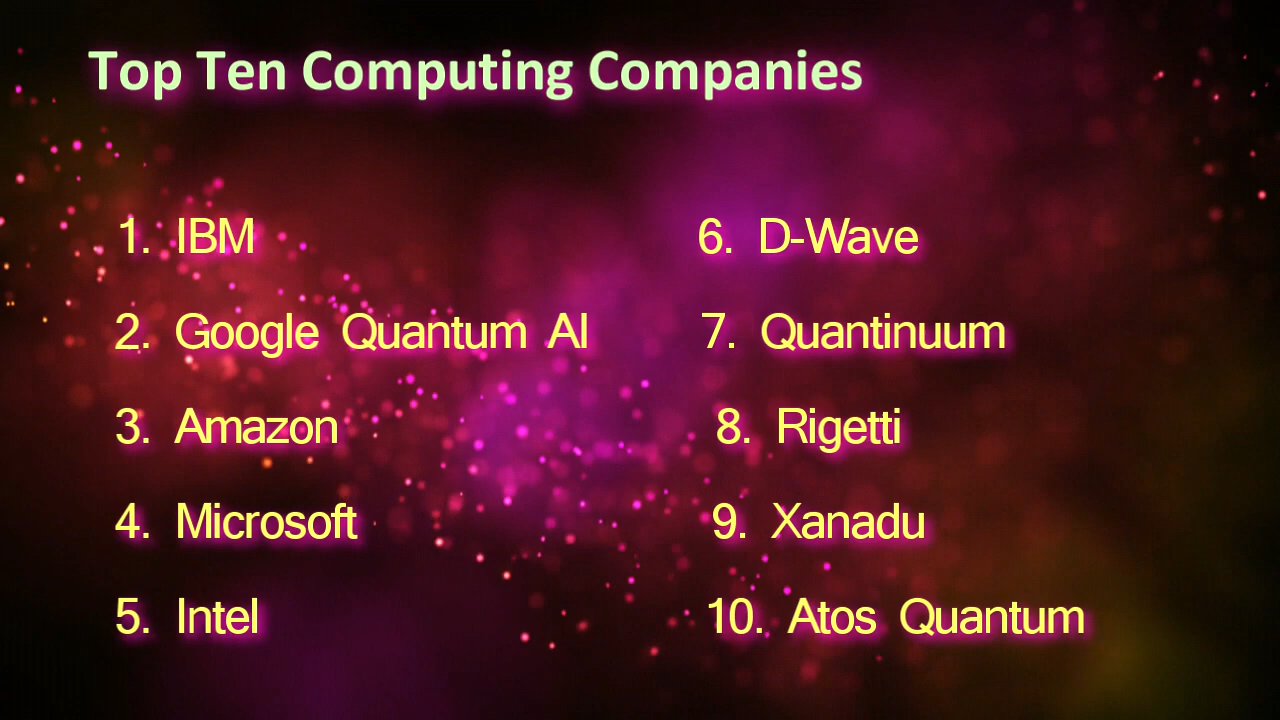 Top Ten Computing Companies
1. IBM
2. Google Quantum AI
3. Amazon
4. Microsoft
5. Intel
6. D-Wave
7. Quantinuum
8. Rigetti
9. Xanadu
10. Atos Quantum